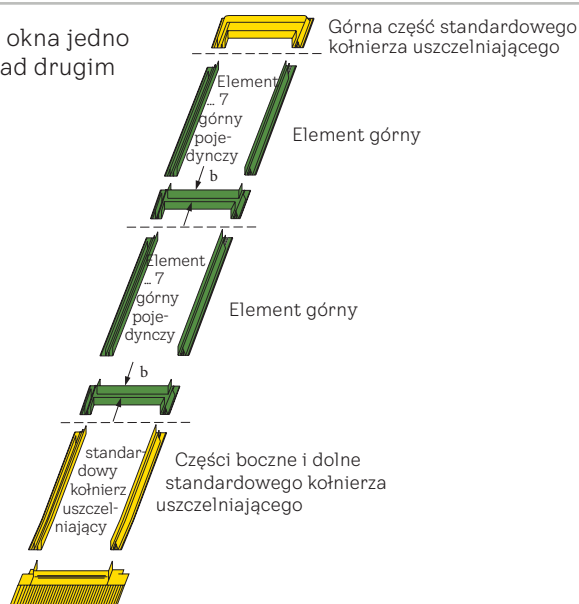 okna jedno
ad drugim
Górna część standardowego
kołnierza uszczelniającego
Element
... 7
górny
poje-
dynczy
Element górny
b
Element
... 7
górny
poje-
dynczy
Element górny
b
standar-
dowy
kołnierz
uszczel-
niający
Części boczne i dolne
standardowego kołnierza
uszczelniającego